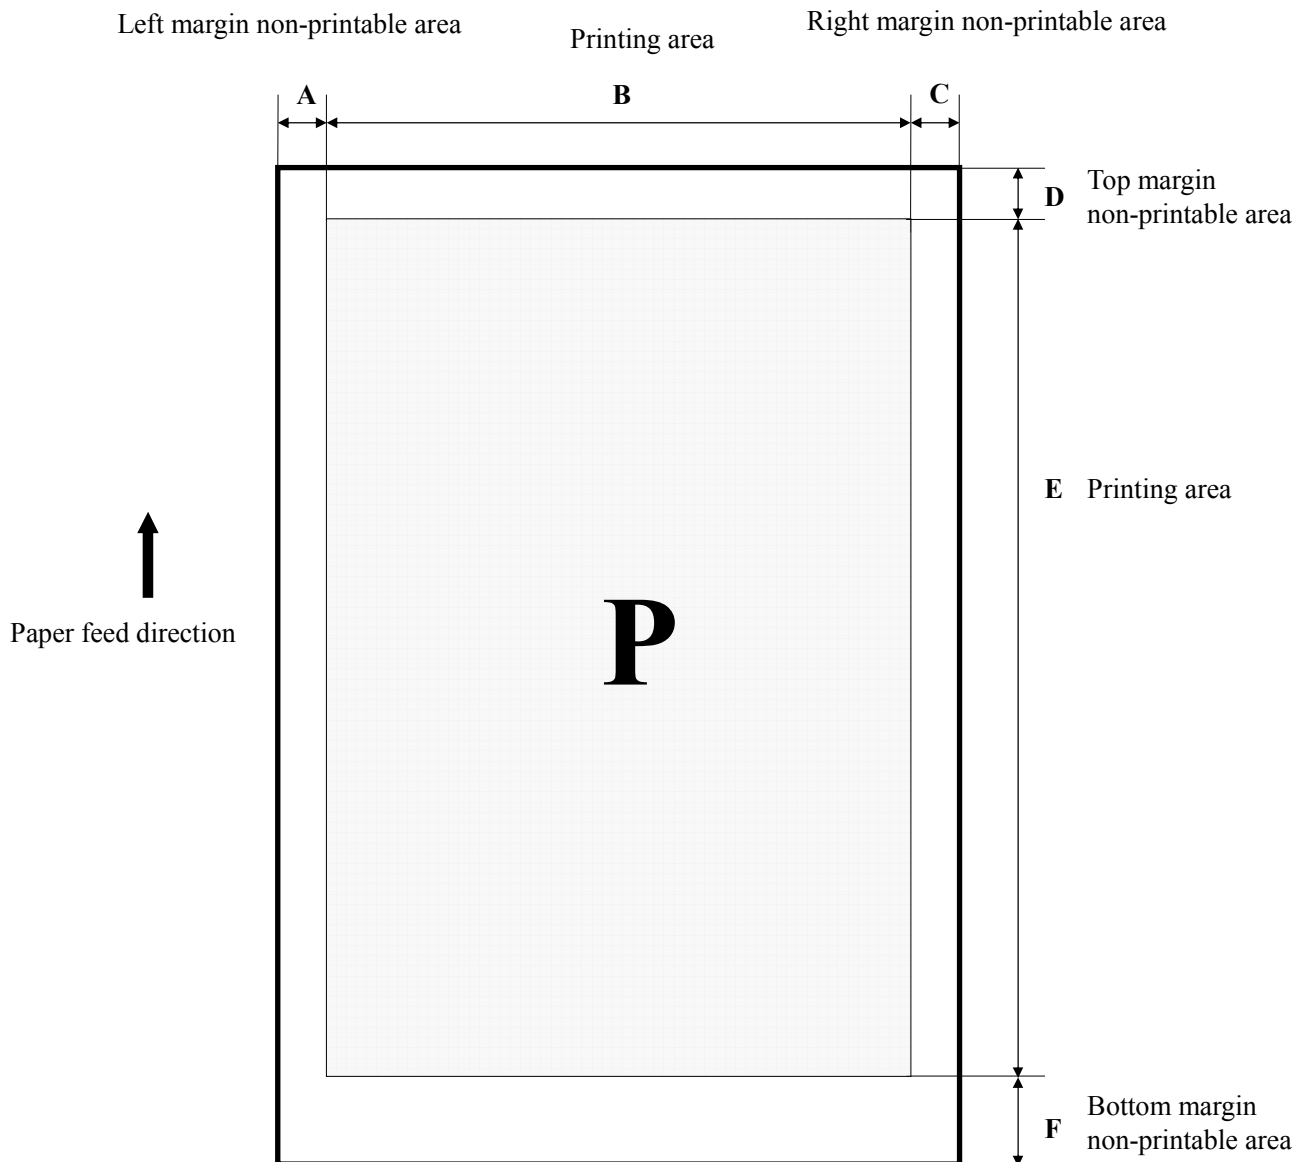 Left margin non-printable area
Printing area
Right margin non-printable area
A
B
C
D
Top margin
non-printable area
E
Printing area
P
Paper feed direction
F
Bottom margin
non-printable area